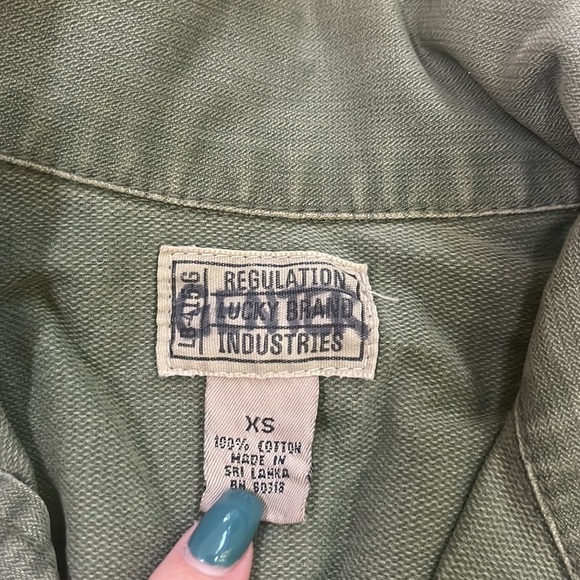 REGULATION
LUCKY BRAND
INDUSTRIES
XS
100% COTTON
MADE IN
SRI LANKA
RN 80318